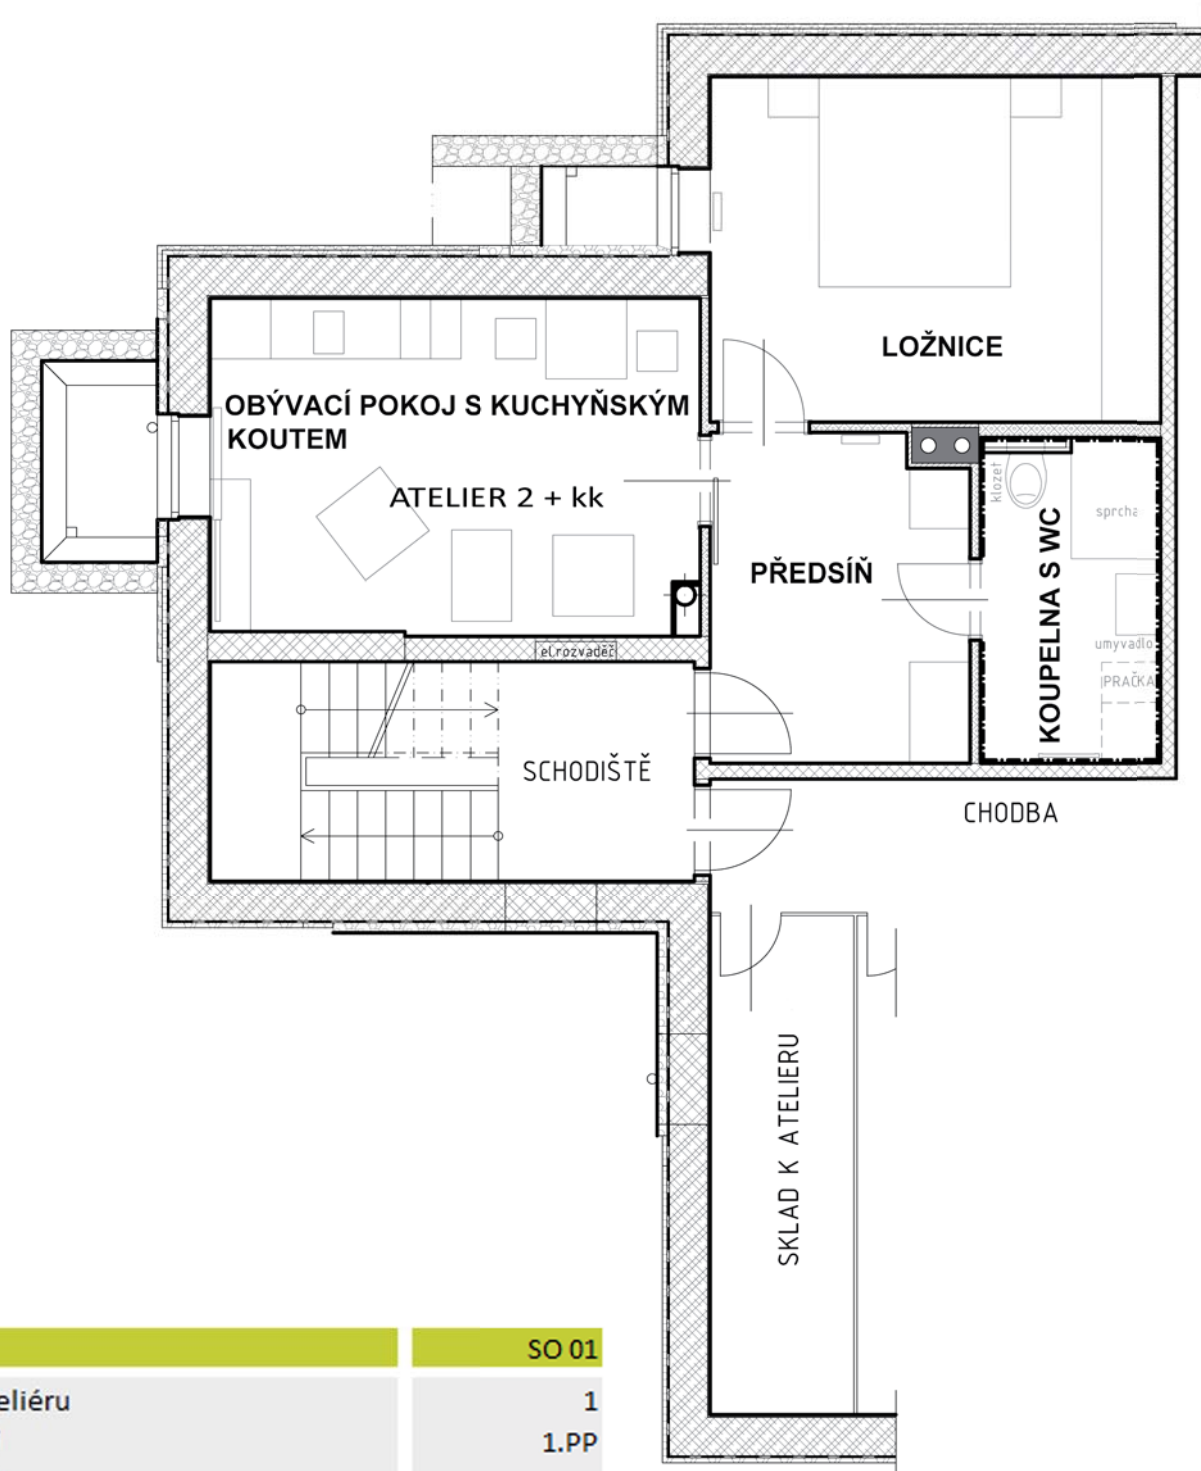 LOŽNICE
OBÝVACÍ POKOJ S KUCHYŇSKÝM
KOUTEM
ATELIER 2 + kk
PŘEDSÍŇ
klozet
sprcha
KOUPELNA S WC
umyvadlo
PRAČKA
el.rozvaděč
SCHODIŠTĚ
CHODBA
SKLAD K ATELIERU
SO 01
eliéru 1
1.PP